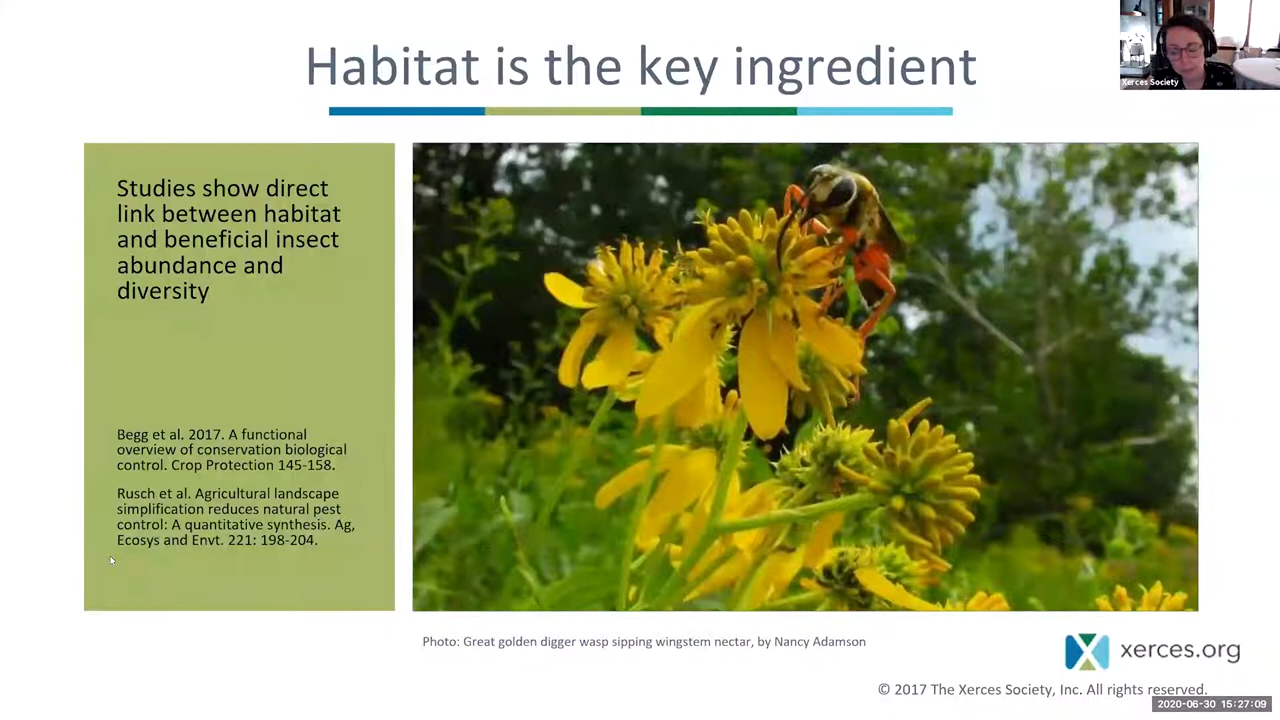 Habitat is the key ingredient
Xerces Society
Studies show direct
link between habitat
and beneficial insect
abundance and
diversity
Begg et al. 2017. A functional
overview of conservation biological
control. Crop Protection 145-158.
Rusch et al. Agricultural landscape
simplification reduces natural pest
control: A quantitative synthesis. Ag,
Ecosys and Envt. 221: 198-204.
Photo: Great golden digger wasp sipping wingstem nectar, by Nancy Adamson
xerces.org
© 2017 The Xerces Society, Inc. All rights reserved.
2020-06-30 15:27:09